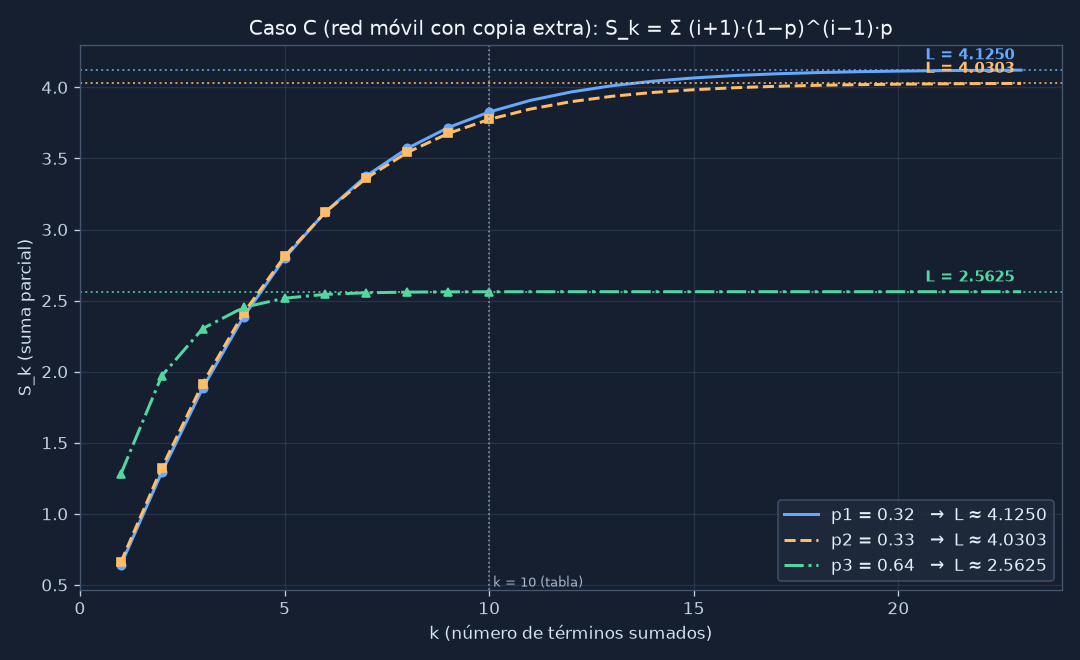 Caso C (red móvil con copia extra): S_k = Σ (i+1)·(1−p)^(i−1)·p
L = 4.1250
L = 4.0303
4.0
3.5
3.0
L = 2.5625
2.5
2.0
1.5
1.0
0.5
S_k (suma parcial)
p1 = 0.32 → L ≈ 4.1250
p2 = 0.33 → L ≈ 4.0303
p3 = 0.64 → L ≈ 2.5625
k = 10 (tabla)
0 5 10 15 20
k (número de términos sumados)